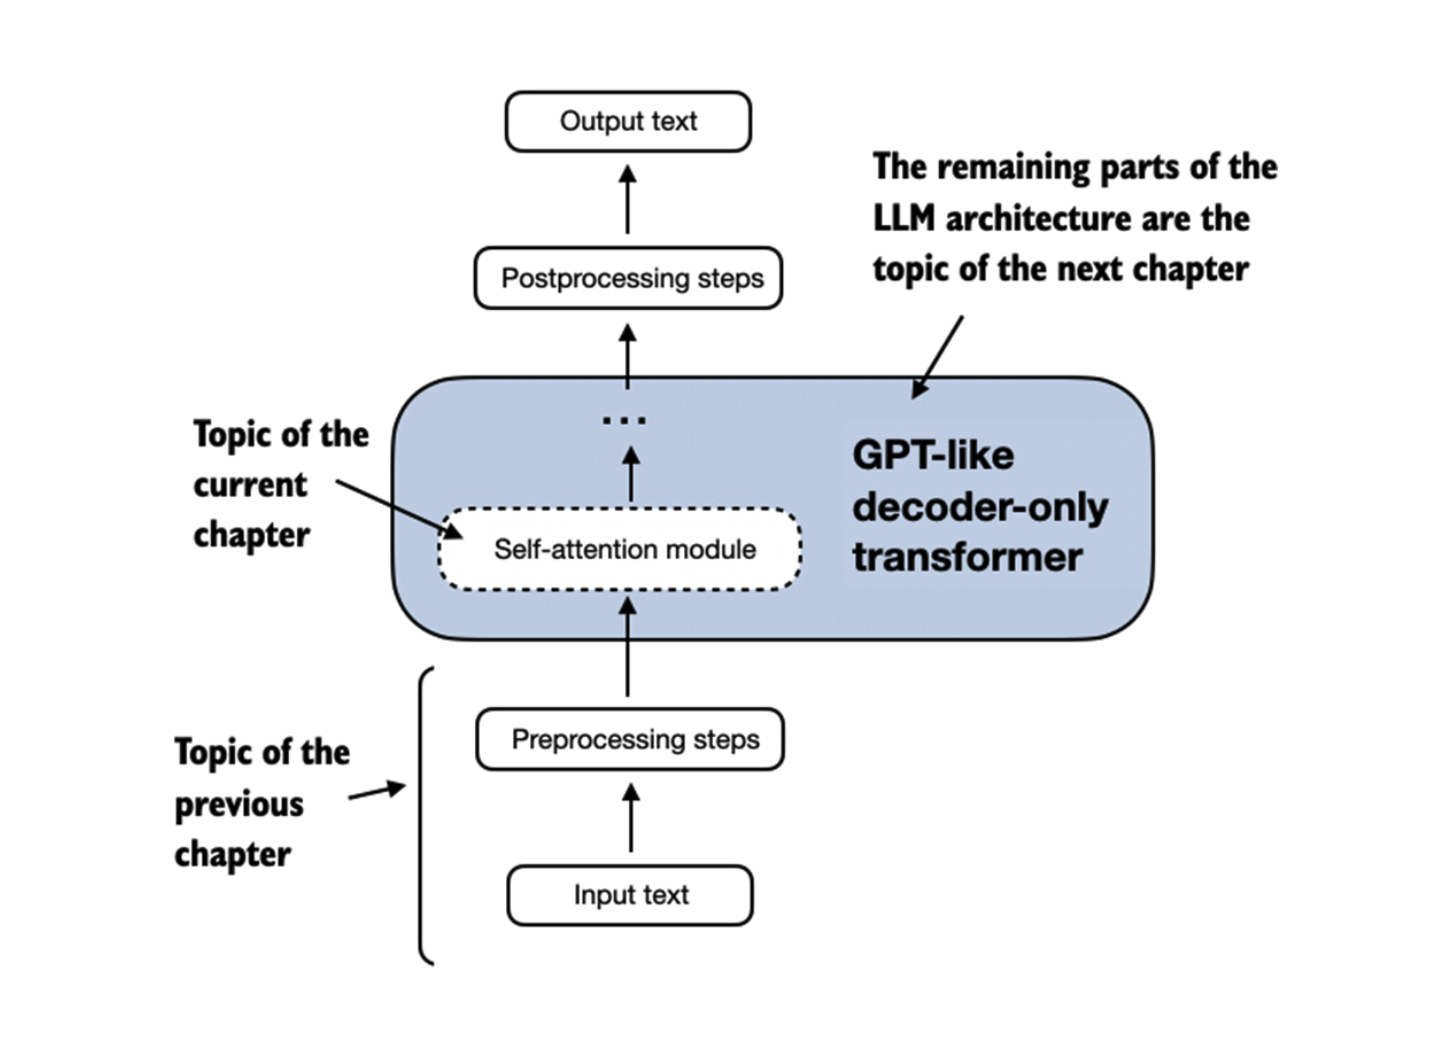 Output text
The remaining parts of the
LLM architecture are the
topic of the next chapter
Postprocessing steps
...
Topic of the
current
chapter
GPT-like
decoder-only
transformer
Self-attention module
Preprocessing steps
Topic of the
previous
chapter
Input text